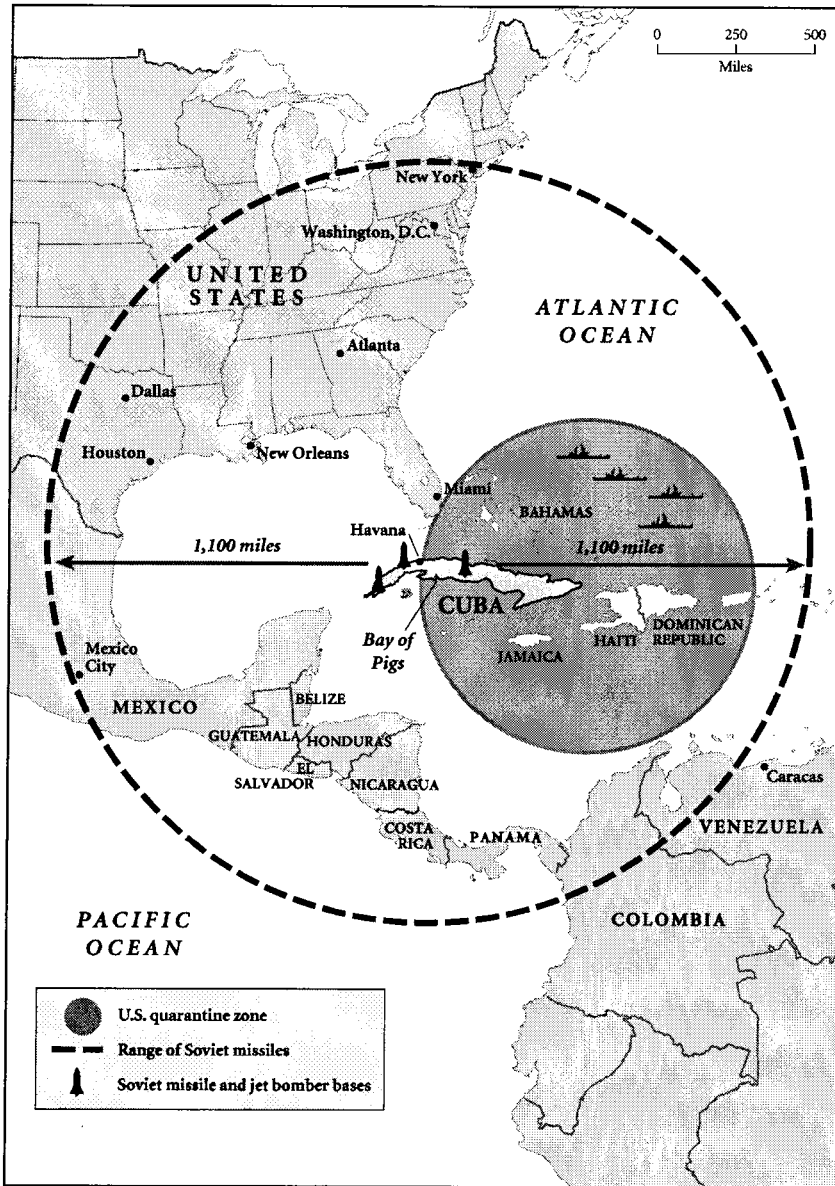 0 250 500
Miles
New York
Washington, D.C.
UNITED
STATES
ATLANTIC
OCEAN
Atlanta
Dallas
Houston
New Orleans
Miami
BAHAMAS
Havana
1,100 miles
1,100 miles
CUBA
Bay of
Pigs
HAITI
DOMINICAN
REPUBLIC
JAMAICA
Mexico
City
MEXICO
BELIZE
GUATEMALA
HONDURAS
EL
SALVADOR
NICARAGUA
COSTA
RICA
PANAMA
Caracas
VENEZUELA
COLOMBIA
PACIFIC
OCEAN
U.S. quarantine zone
Range of Soviet missiles
Soviet missile and jet bomber bases